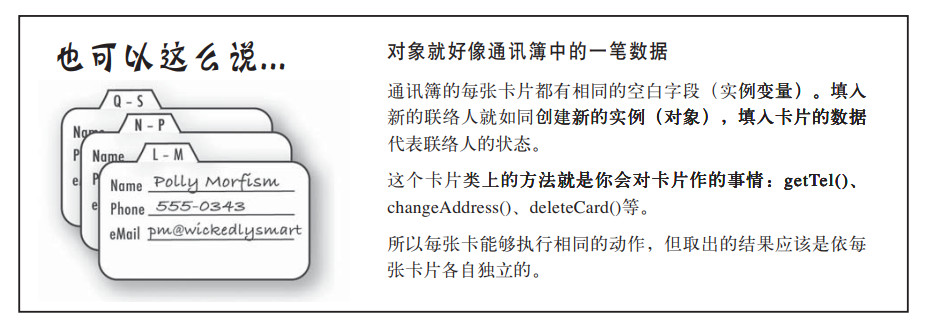 也可以这么说...
Q - S
Name
N - P
Name
P
e
L - M
Name Polly Morfism
Phone 555-0343
eMail pm@wickedlysmart
对象就好像通讯簿中的一笔数据
通讯簿的每张卡片都有相同的空白字段（实例变量）。填入
新的联络人就如同创建新的实例（对象），填入卡片的数据
代表联络人的状态。
这个卡片类上的方法就是你会对卡片作的事情：getTel()、
changeAddress()、deleteCard()等。
所以每张卡能够执行相同的动作，但取出的结果应该是依每
张卡片各自独立的。